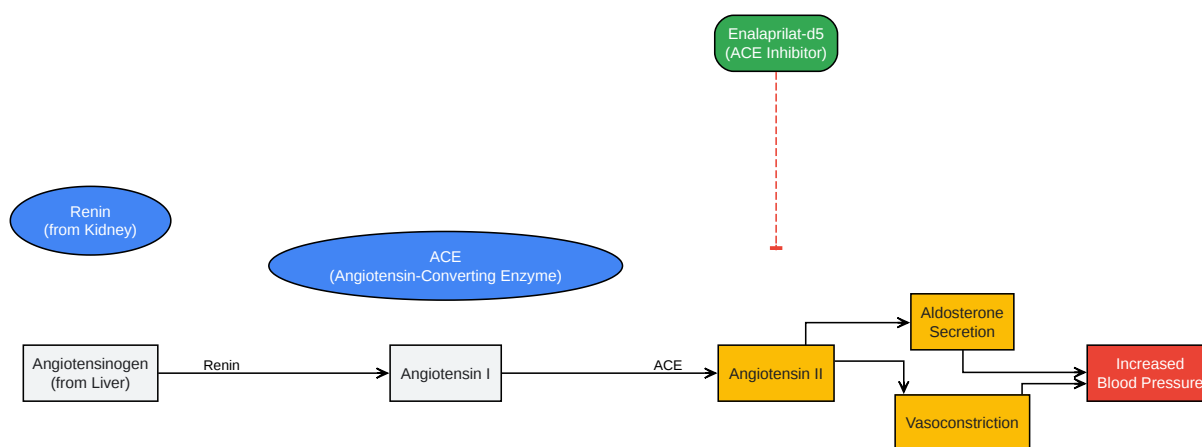 Enalaprilat-d5
(ACE Inhibitor)
Renin
(from Kidney)
ACE
(Angiotensin-Converting Enzyme)
Aldosterone
Secretion
Angiotensinogen
(from Liver)
Renin
Angiotensin I
ACE
Angiotensin II
Increased
Blood Pressure
Vasoconstriction